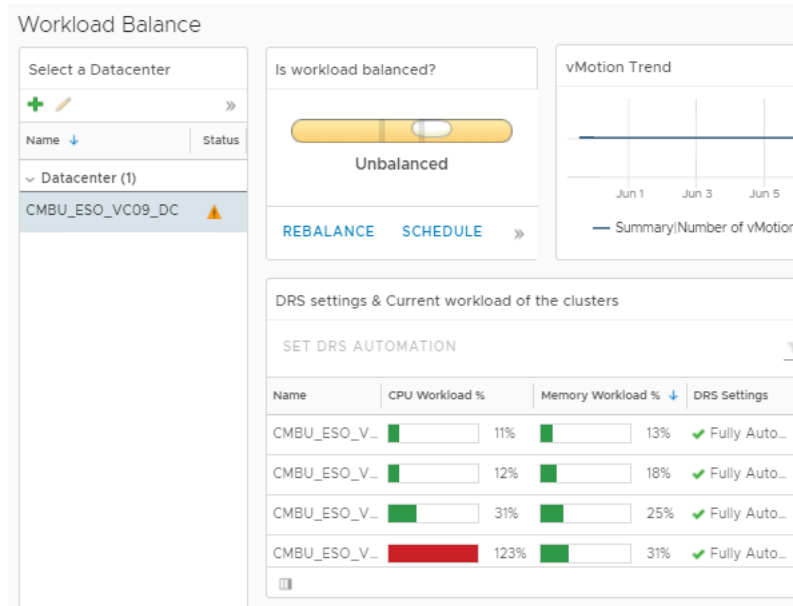 Workload Balance
Select a Datacenter
Name
Status
Datacenter (1)
CMBU_ESO_VC09_DC
Is workload balanced?
Unbalanced
REBALANCE SCHEDULE
vMotion Trend
Jun 1 Jun 3 Jun 5
Summary|Number of vMotion
DRS settings & Current workload of the clusters
SET DRS AUTOMATION
Name CPU Workload % Memory Workload % DRS Settings
CMBU_ESO_V... 11% 13% Fully Auto...
CMBU_ESO_V... 12% 18% Fully Auto...
CMBU_ESO_V... 31% 25% Fully Auto...
CMBU_ESO_V... 123% 31% Fully Auto...